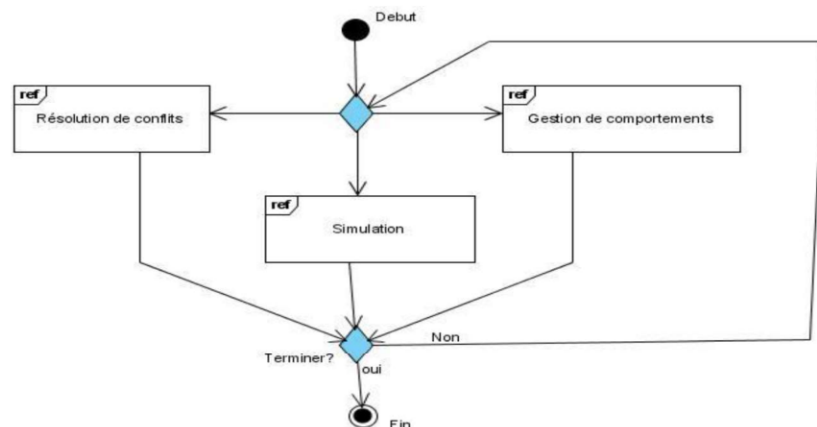 Debut
ref
Résolution de conflits
ref
Gestion de comportements
ref
Simulation
Non
Terminer?
oui
Fin